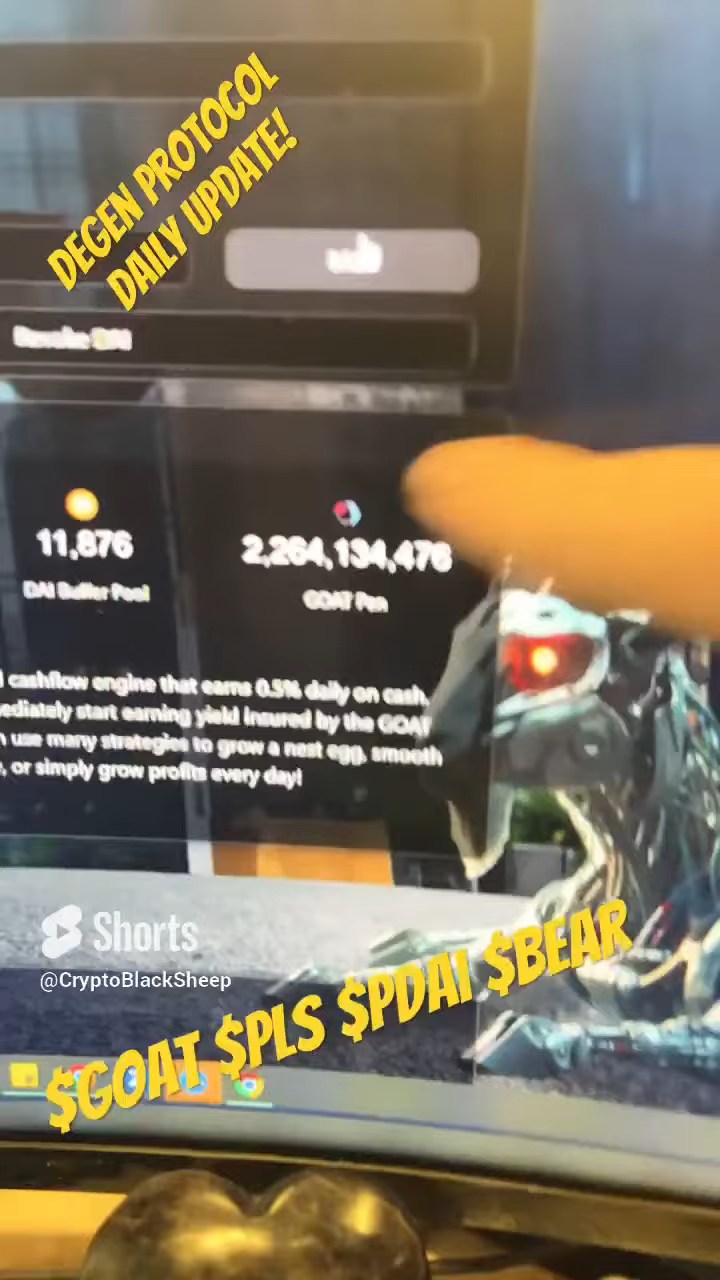 DEGEN PROTOCOL
DAILY UPDATE!
11,876
2,264,134,476
DAI Buffer Pool
GOAT Pen
cashflow engine that earns 0.5% daily on cash,
start earning yield insured by the GOAT
use many strategies to grow a nest egg, smooth
, or simply grow profits every day!
Shorts
@CryptoBlackSheep
$GOAT $PLS $PDAI $BEAR